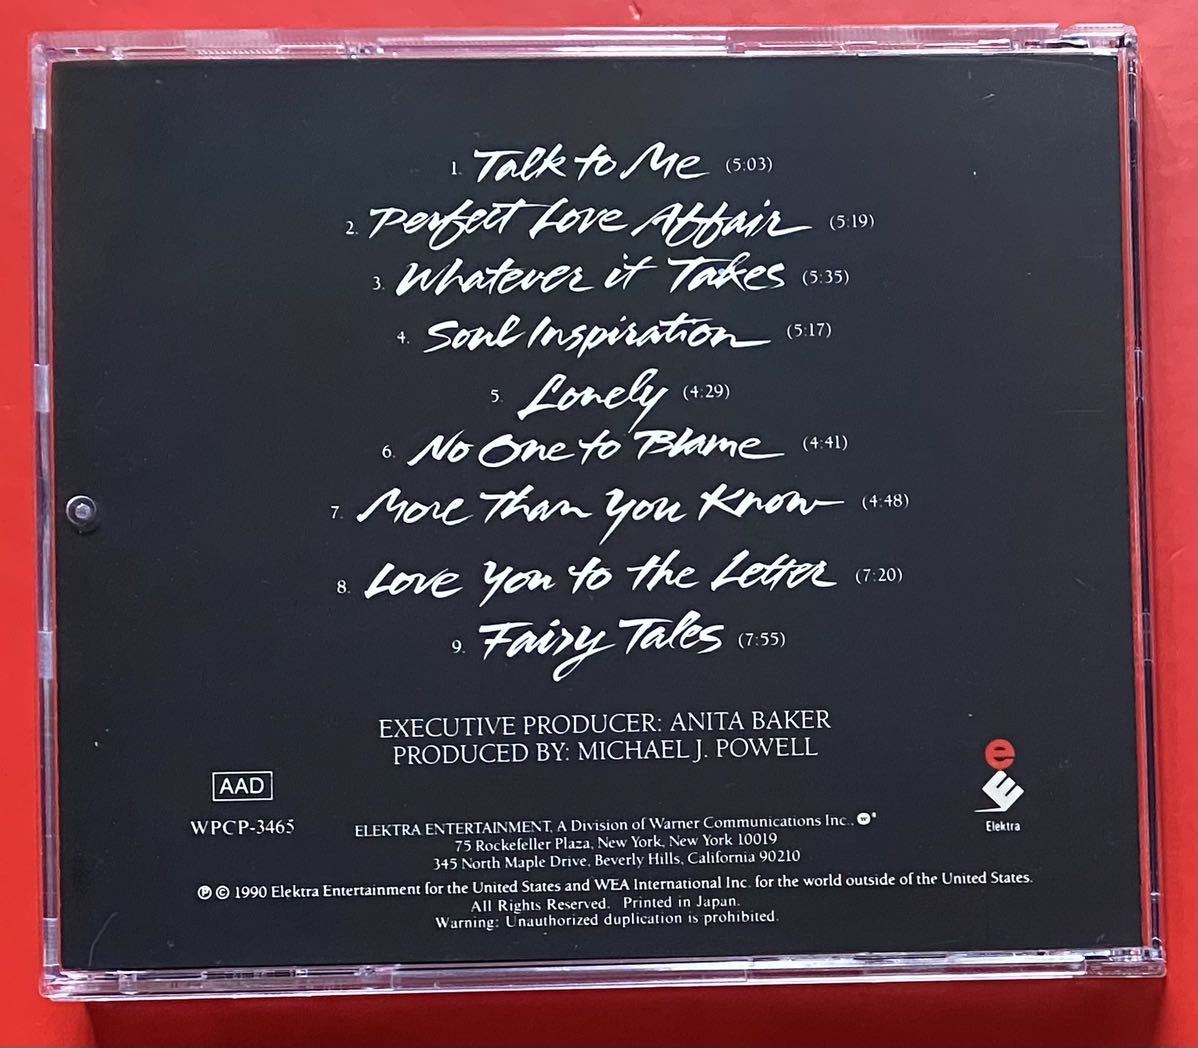 1. Talk to Me (5:03)
2. Perfect Love Affair (5:19)
3. Whatever it Takes (5:35)
4. Soul Inspiration (5:17)
5. Lonely (4:29)
6. No One to Blame (4:41)
7. More Than You Know (4:48)
8. Love You to the Letter (7:20)
9. Fairy Tales (7:55)
EXECUTIVE PRODUCER: ANITA BAKER
PRODUCED BY: MICHAEL J. POWELL
AAD
WPCP-3465
e
E
Elektra
ELEKTRA ENTERTAINMENT, A Division of Warner Communications Inc., w
75 Rockefeller Plaza, New York, New York 10019
345 North Maple Drive, Beverly Hills, California 90210
℗ © 1990 Elektra Entertainment for the United States and WEA International Inc. for the world outside of the United States.
All Rights Reserved. Printed in Japan.
Warning: Unauthorized duplication is prohibited.